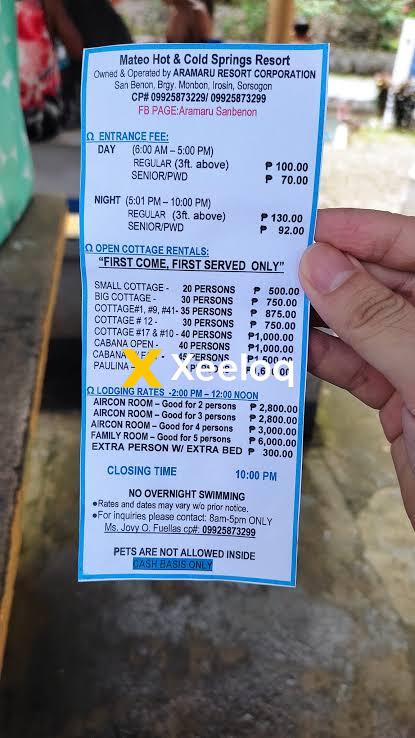 Mateo Hot & Cold Springs Resort
Owned & Operated by ARAMARU RESORT CORPORATION
San Benon, Brgy. Monbon, Irosin, Sorsogon
CP# 09925873229/ 09925873299
FB PAGE:Aramaru Sanbenon
Ω ENTRANCE FEE:
DAY (6:00 AM – 5:00 PM)
REGULAR (3ft. above) ₱ 100.00
SENIOR/PWD ₱ 70.00
NIGHT (5:01 PM – 10:00 PM)
REGULAR (3ft. above) ₱ 130.00
SENIOR/PWD ₱ 92.00
Ω OPEN COTTAGE RENTALS:
"FIRST COME, FIRST SERVED ONLY"
SMALL COTTAGE - 20 PERSONS ₱ 500.00
BIG COTTAGE - 30 PERSONS ₱ 750.00
COTTAGE#1, #9, #41- 35 PERSONS ₱ 875.00
COTTAGE # 12 - 30 PERSONS ₱ 750.00
COTTAGE #17 & #10 - 40 PERSONS ₱1,000.00
CABANA OPEN - 40 PERSONS ₱1,000.00
CABANA PERSONS
PAULINA –
Xeeloq
Ω LODGING RATES -2:00 PM – 12:00 NOON
AIRCON ROOM – Good for 2 persons ₱ 2,800.00
AIRCON ROOM – Good for 3 persons ₱ 2,800.00
AIRCON ROOM – Good for 4 persons ₱ 3,000.00
FAMILY ROOM – Good for 5 persons ₱ 6,000.00
EXTRA PERSON W/ EXTRA BED ₱ 300.00
CLOSING TIME 10:00 PM
NO OVERNIGHT SWIMMING
●Rates and dates may vary w/o prior notice.
●For inquiries please contact: 8am-5pm ONLY
Ms. Jovy O. Fuellas cp#: 09925873299
PETS ARE NOT ALLOWED INSIDE
CASH BASIS ONLY